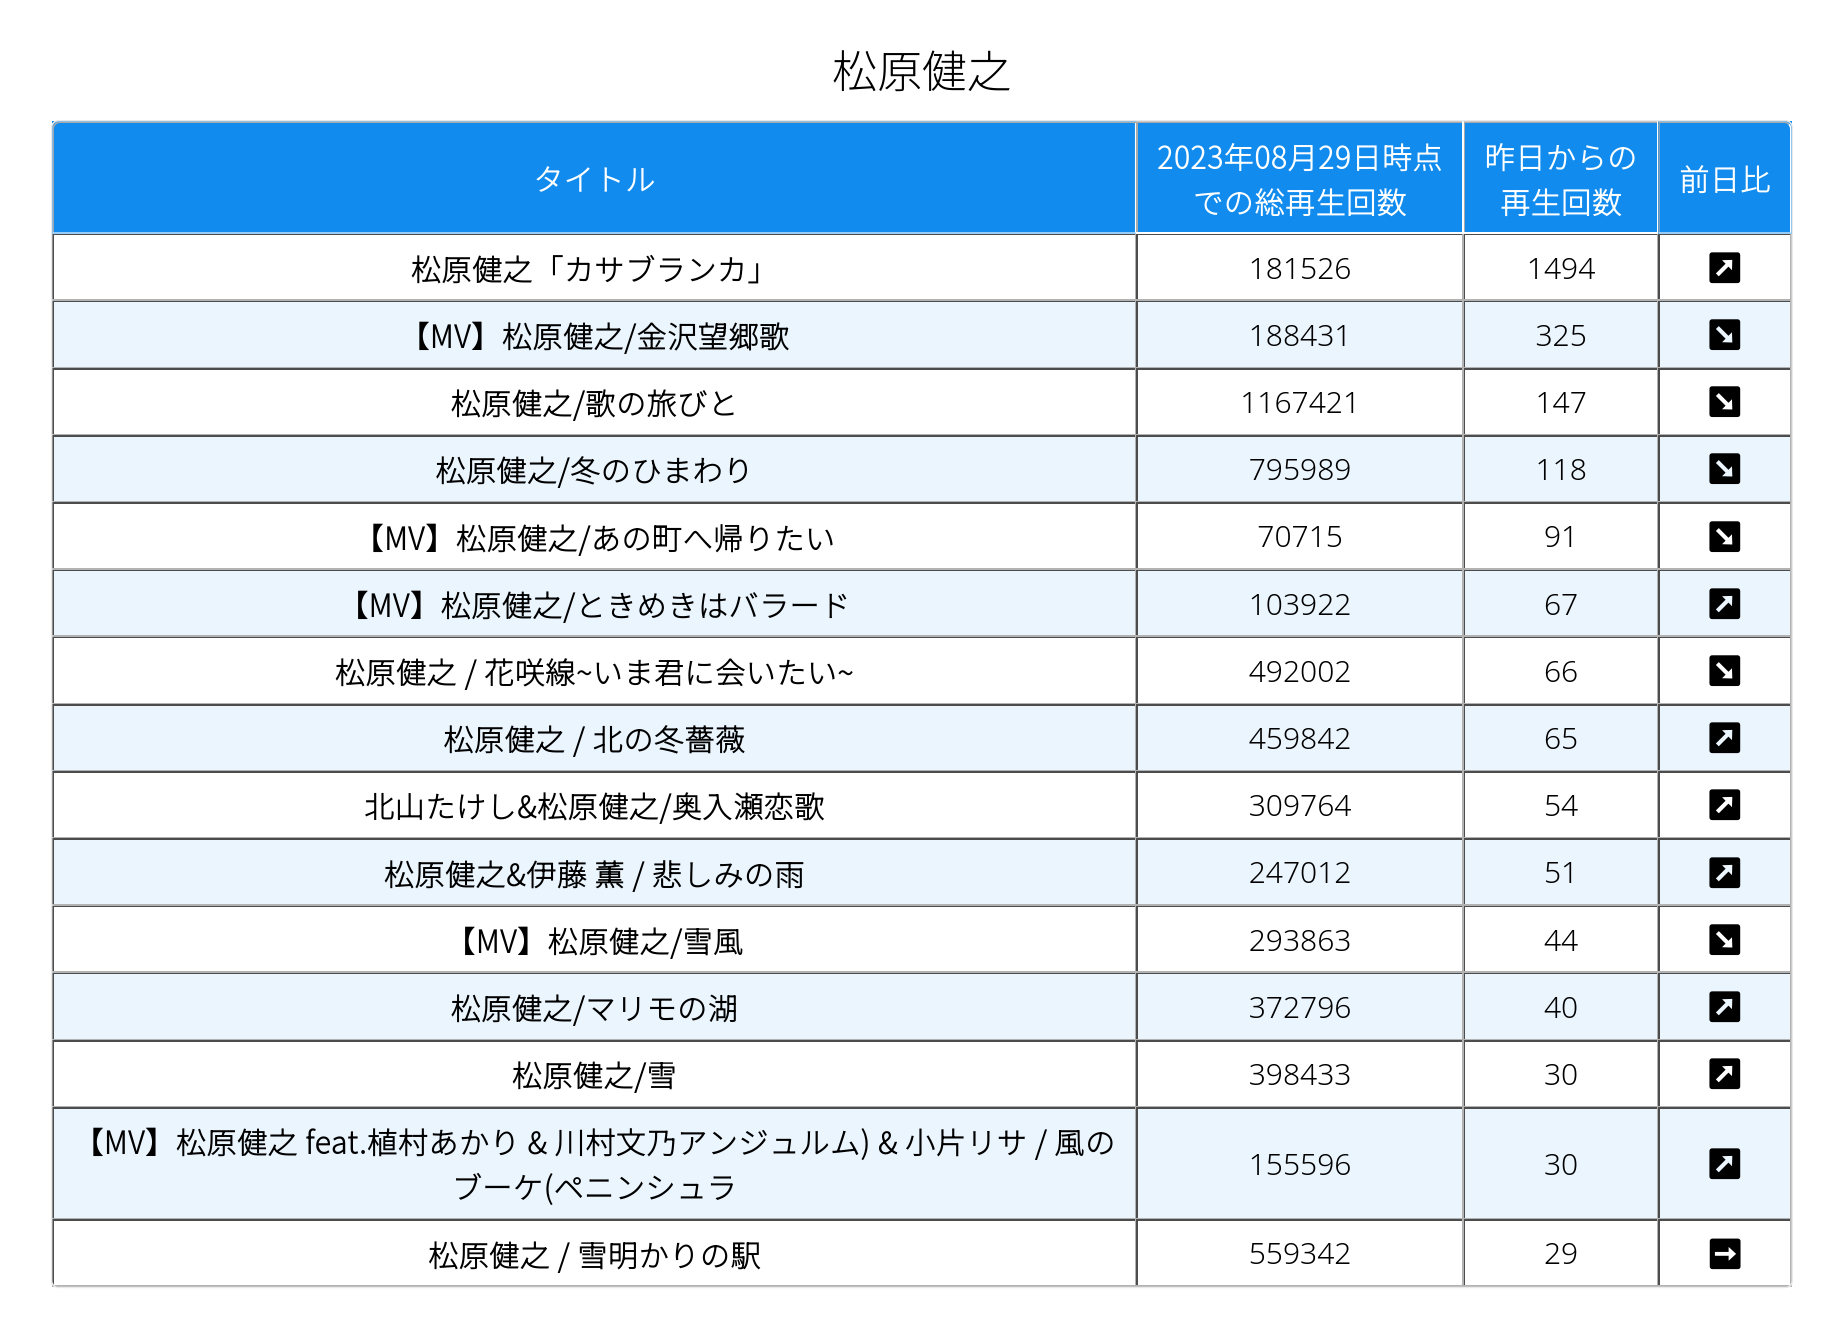 松原健之
タイトル
2023年08月29日時点
での総再生回数
昨日からの
再生回数
前日比
松原健之「カサブランカ」 181526 1494 ↗
【MV】松原健之/金沢望郷歌 188431 325 ↘
松原健之/歌の旅びと 1167421 147 ↘
松原健之/冬のひまわり 795989 118 ↘
【MV】松原健之/あの町へ帰りたい 70715 91 ↘
【MV】松原健之/ときめきはバラード 103922 67 ↗
松原健之 / 花咲線~いま君に会いたい~ 492002 66 ↘
松原健之 / 北の冬薔薇 459842 65 ↗
北山たけし&松原健之/奥入瀬恋歌 309764 54 ↗
松原健之&伊藤 薫 / 悲しみの雨 247012 51 ↗
【MV】松原健之/雪風 293863 44 ↘
松原健之/マリモの湖 372796 40 ↗
松原健之/雪 398433 30 ↗
【MV】松原健之 feat.植村あかり & 川村文乃アンジュルム) & 小片リサ / 風の
ブーケ(ペニンシュラ 155596 30 ↗
松原健之 / 雪明かりの駅 559342 29 →